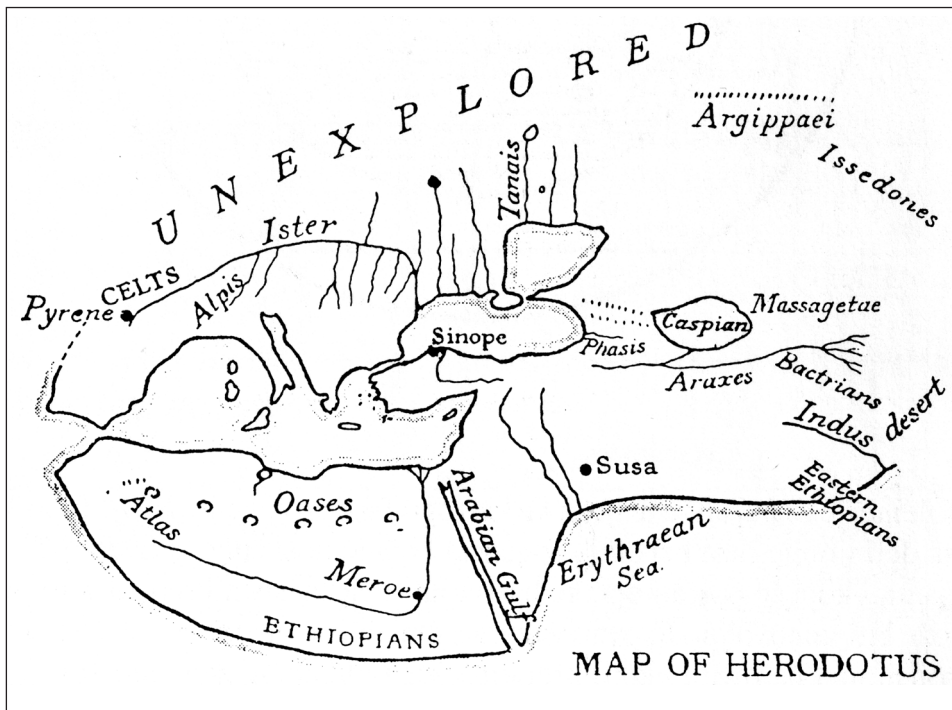 UNEXPLORED
Argippaei
Issedones
Tanais
Ister
CELTS
Alpis
Pyrene
Sinope
Phasis
Caspian
Massagetae
Araxes
Bactrians
Indus
desert
Susa
Eastern
Ethiopians
Oases
Atlas
Arabian Gulf
Erythraean
Sea.
Meroe
ETHIOPIANS
MAP OF HERODOTUS